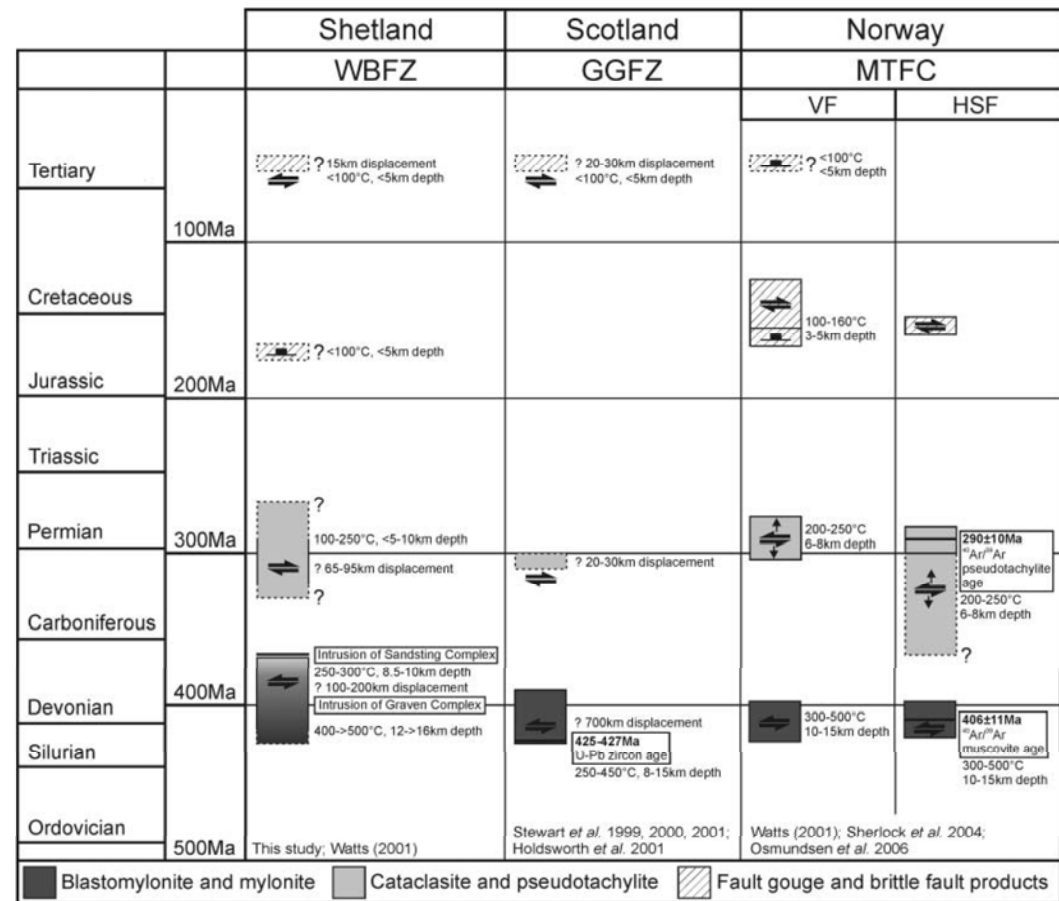 Shetland
Scotland
Norway
WBFZ
GGFZ
MTFC
VF
HSF
Tertiary
Cretaceous
Jurassic
Triassic
Permian
Carboniferous
Devonian
Silurian
Ordovician
100Ma
200Ma
300Ma
400Ma
500Ma
? 15km displacement
<100°C, <5km depth
? <100°C, <5km depth
?
100-250°C, <5-10km depth
? 65-95km displacement
?
Intrusion of Sandsting Complex
250-300°C, 8.5-10km depth
? 100-200km displacement
Intrusion of Graven Complex
400->500°C, 12->16km depth
This study; Watts (2001)
? 20-30km displacement
<100°C, <5km depth
? 20-30km displacement
? 700km displacement
425-427Ma
U-Pb zircon age
250-450°C, 8-15km depth
Stewart et al. 1999, 2000, 2001;
Holdsworth et al. 2001
? <100°C
<5km depth
100-160°C
3-5km depth
200-250°C
6-8km depth
300-500°C
10-15km depth
290±10Ma
⁴⁰Ar/³⁹Ar
pseudotachylite
age
200-250°C
6-8km depth
?
406±11Ma
⁴⁰Ar/³⁹Ar
muscovite age
300-500°C
10-15km depth
Watts (2001); Sherlock et al. 2004;
Osmundsen et al. 2006
Blastomylonite and mylonite
Cataclasite and pseudotachylite
Fault gouge and brittle fault products